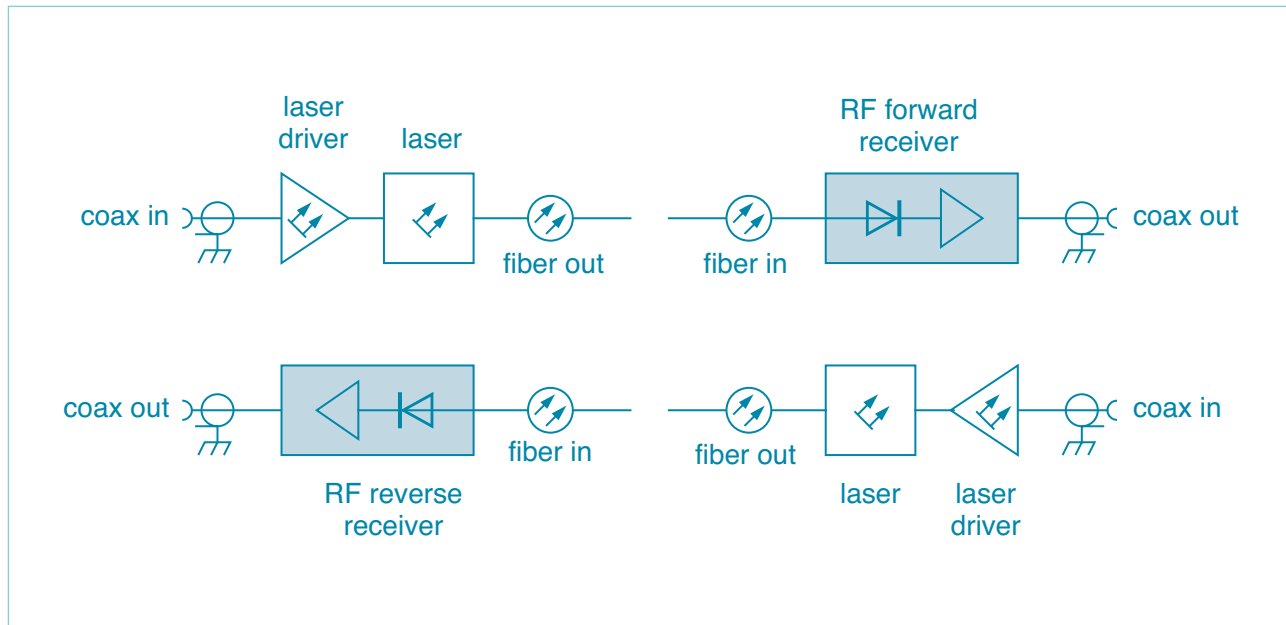 laser
driver
laser
RF forward
receiver
coax in
coax out
fiber out
fiber in
coax out
coax in
fiber in
fiber out
RF reverse
receiver
laser
laser
driver